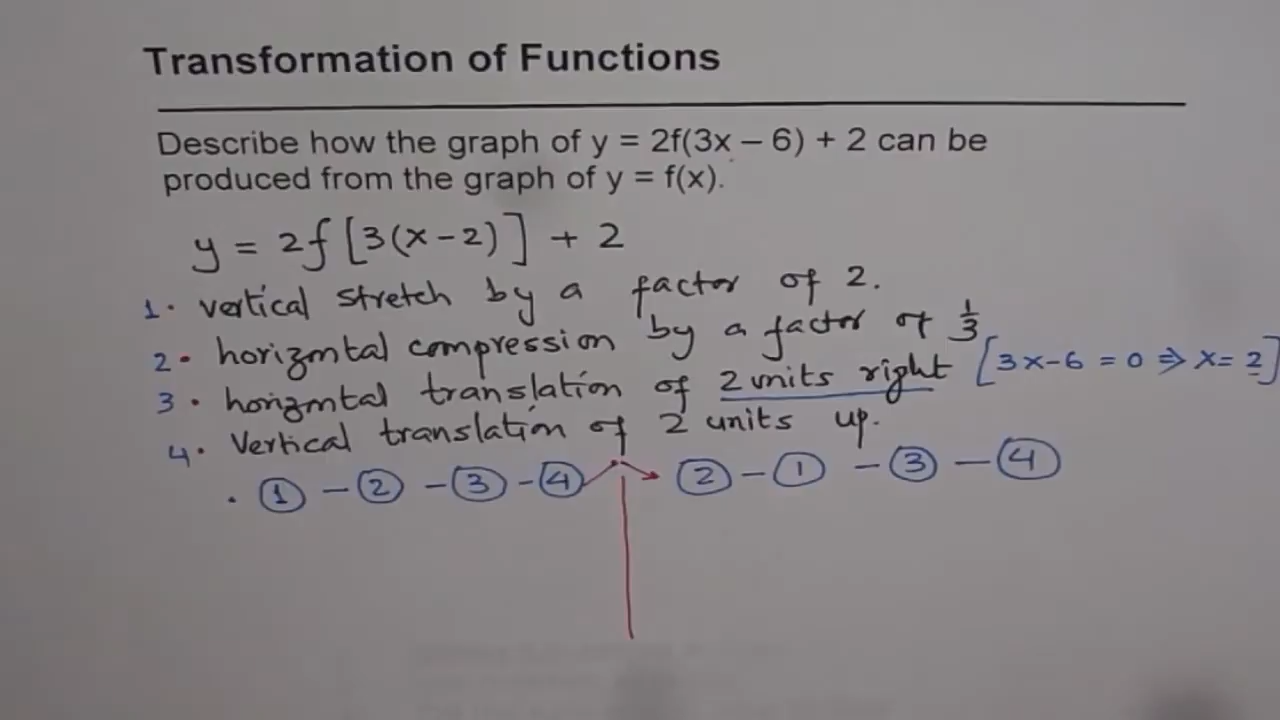 Transformation of Functions
Describe how the graph of y = 2f(3x – 6) + 2 can be
produced from the graph of y = f(x).
y = 2f [3(x-2)] + 2
1. vertical stretch by a factor of 2.
2. horizontal compression by a factor of 1/3
3. horizontal translation of 2 units right [3x-6 = 0 ⇒ x = 2]
4. Vertical translation of 2 units up.
. ① - ② - ③ - ④ → ② - ① - ③ - ④